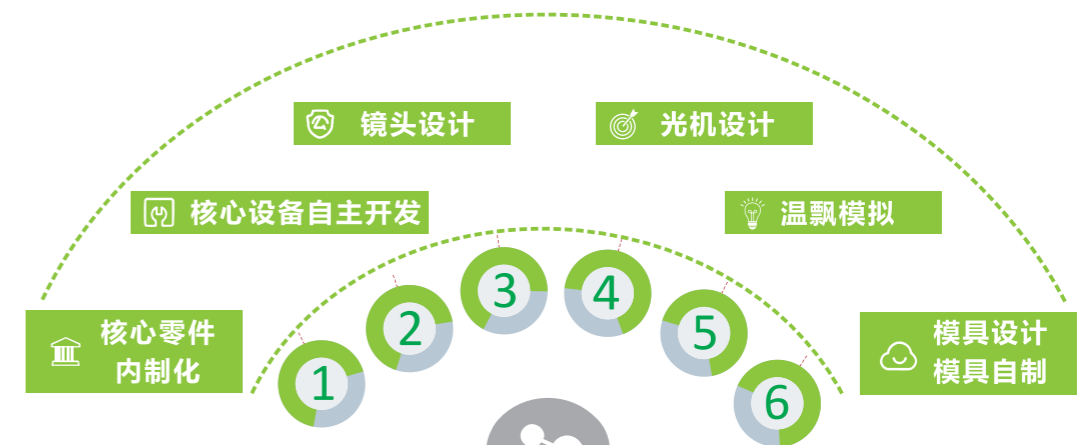 镜头设计
光机设计
核心设备自主开发
温飘模拟
核心零件
内制化
模具设计
模具自制
1
2
3
4
5
6